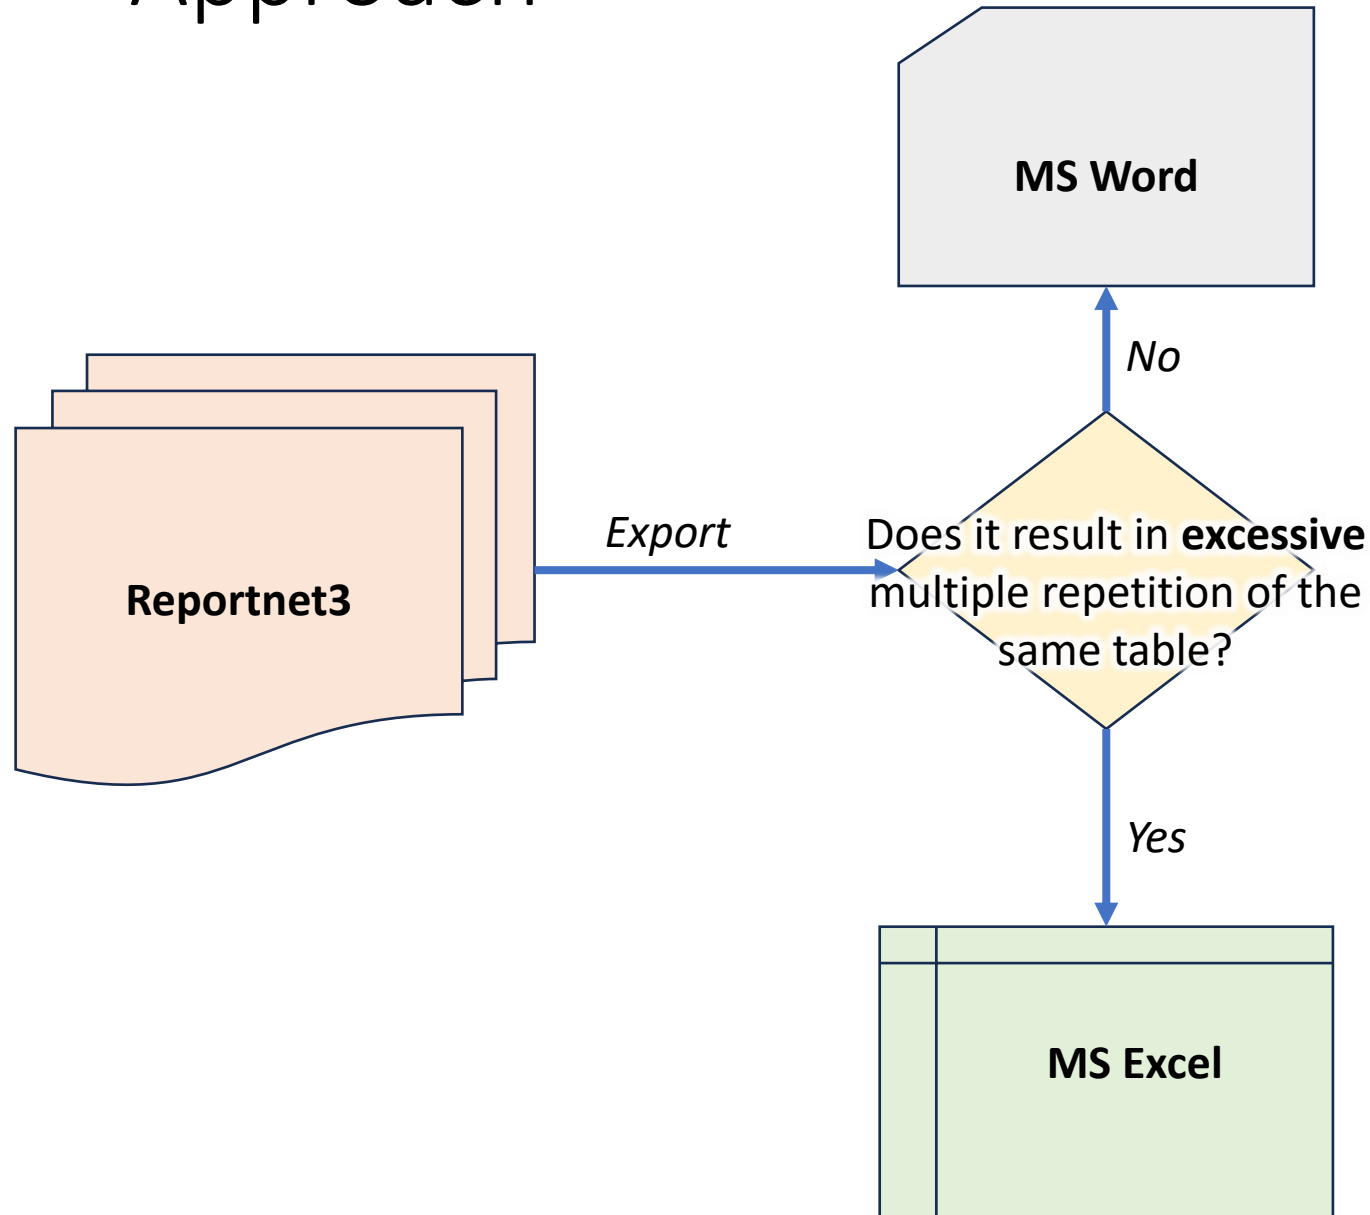 Approach
MS Word
No
Export
Does it result in excessive
multiple repetition of the
same table?
Reportnet3
Yes
MS Excel